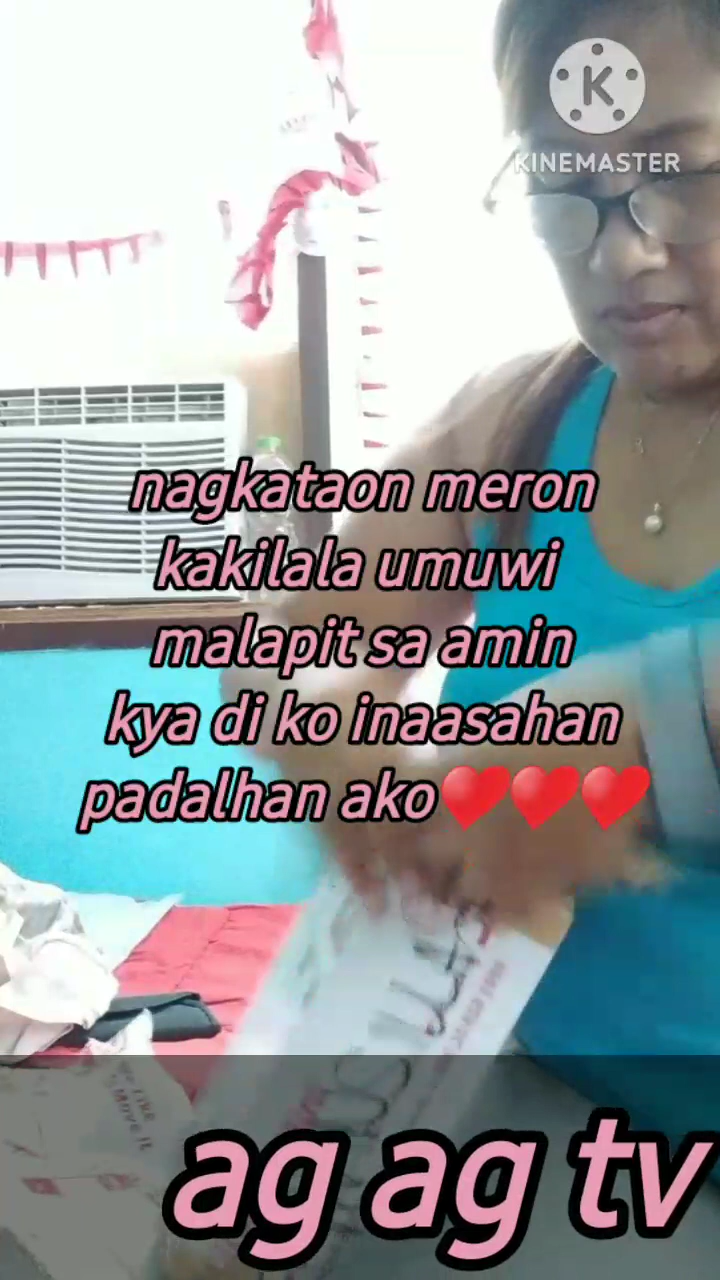 K
KINEMASTER
nagkataon meron
kakilala umuwi
malapit sa amin
kya di ko inaasahan
padalhan ako♥️♥️♥️
ag ag tv